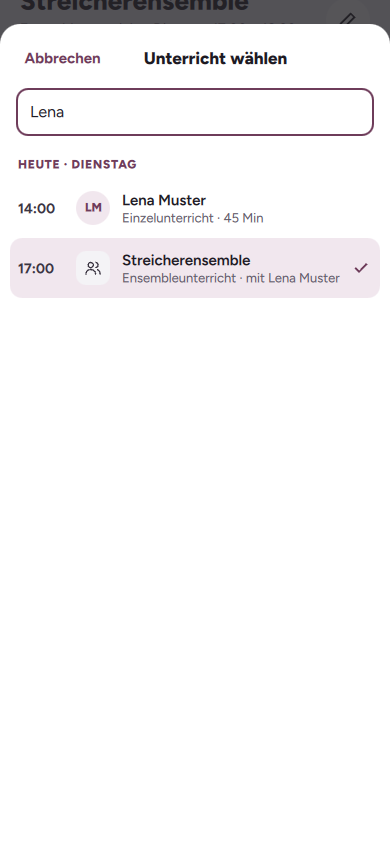 Streicherensemble
Abbrechen
Unterricht wählen
Lena
HEUTE · DIENSTAG
14:00
LM
Lena Muster
Einzelunterricht · 45 Min
17:00
Streicherensemble
Ensembleunterricht · mit Lena Muster